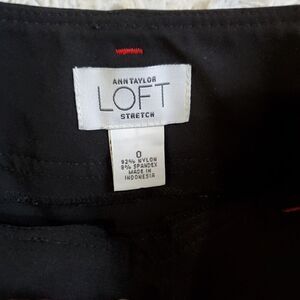 ANN TAYLOR
LOFT
STRETCH
0
92% NYLON
8% SPANDEX
MADE IN
INDONESIA